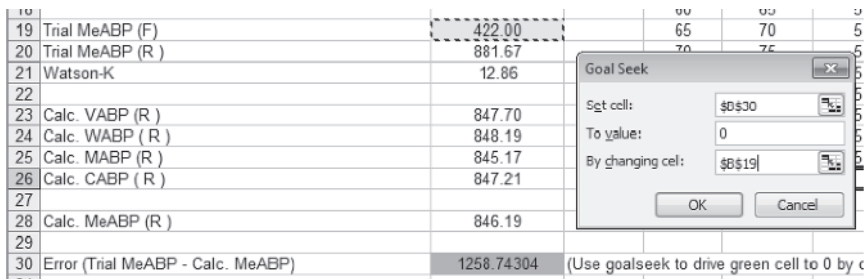 19 Trial MeABP (F) 422.00 65 70 5
20 Trial MeABP (R ) 881.67 70 75
21 Watson-K 12.86
22
23 Calc. VABP (R ) 847.70
24 Calc. WABP ( R ) 848.19
25 Calc. MABP (R ) 845.17
26 Calc. CABP ( R ) 847.21
27
28 Calc. MeABP (R ) 846.19
29
30 Error (Trial MeABP - Calc. MeABP) 1258.74304 (Use goalseek to drive green cell to 0 by
Goal Seek
Set cell: $B$30
To value: 0
By changing cell: $B$19
OK Cancel